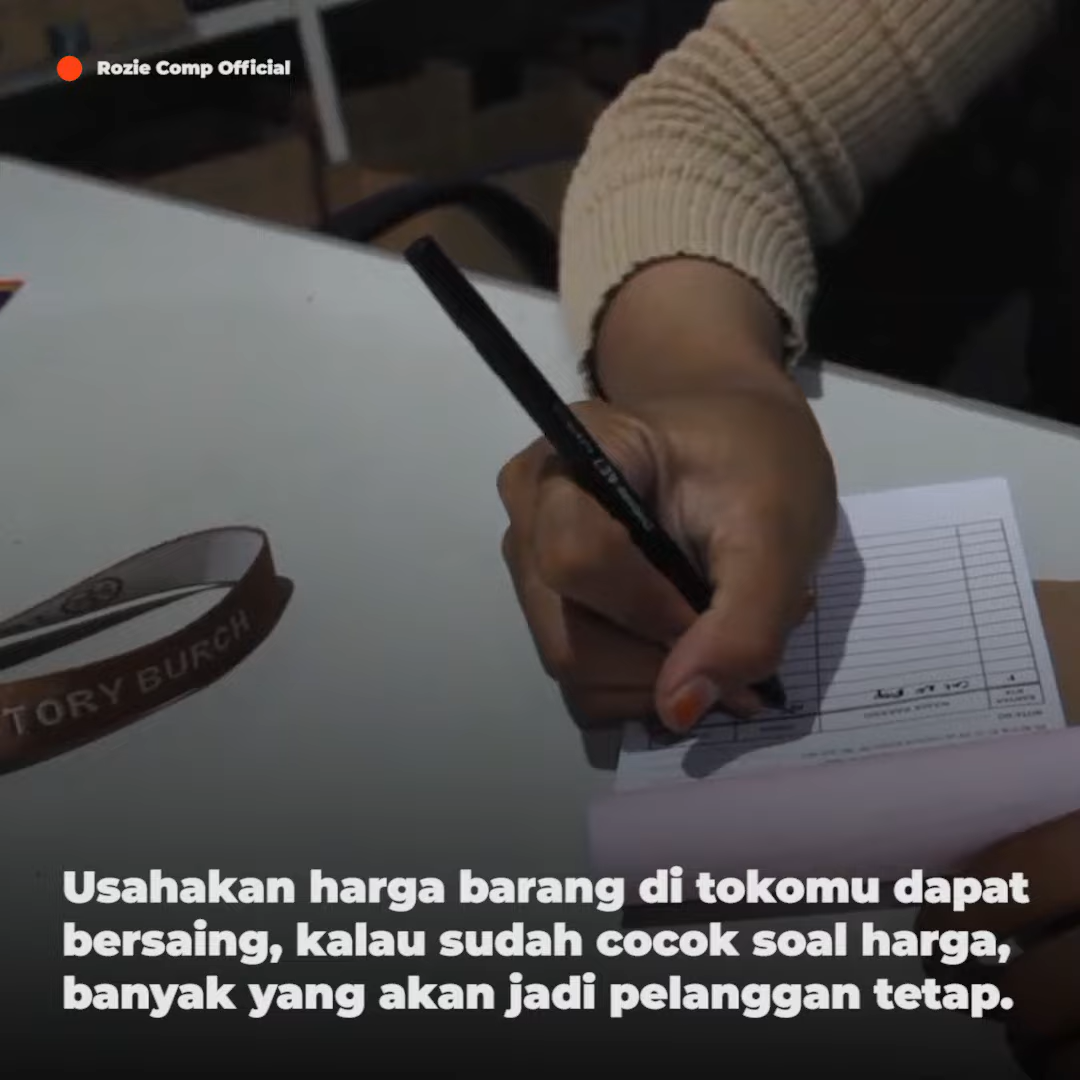 Rozie Comp Official
TORY BURCH
Usahakan harga barang di tokomu dapat
bersaing, kalau sudah cocok soal harga,
banyak yang akan jadi pelanggan tetap.